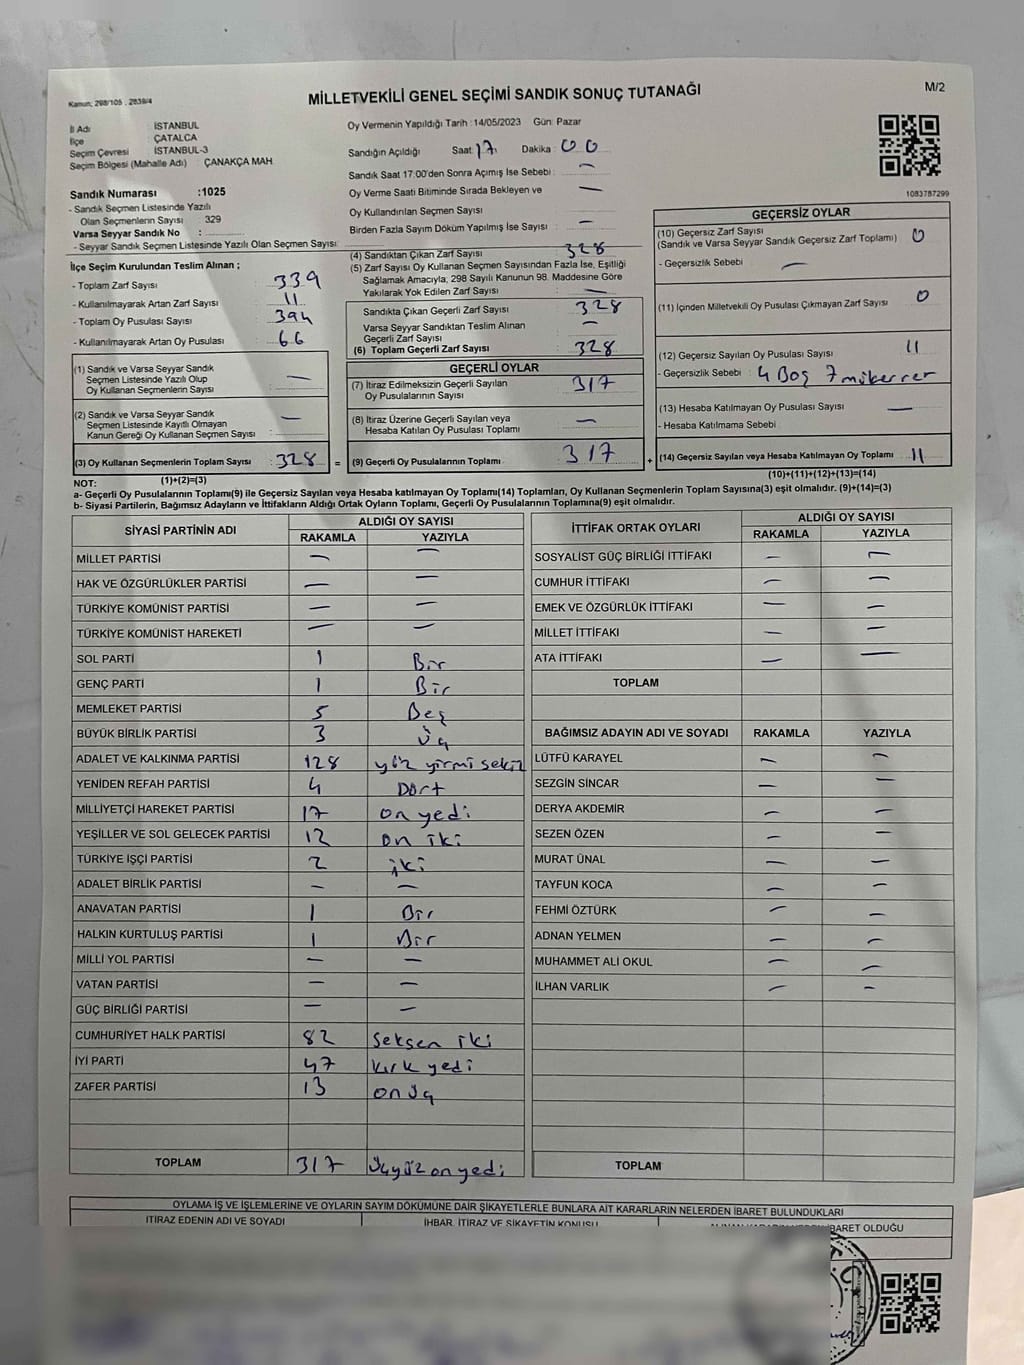 Kanun; 298/105 , 2839/4
MİLLETVEKİLİ GENEL SEÇİMİ SANDIK SONUÇ TUTANAĞI
M/2
İl Adı : İSTANBUL
İlçe : ÇATALCA
Seçim Çevresi : İSTANBUL-3
Seçim Bölgesi (Mahalle Adı) : ÇANAKÇA MAH
Sandık Numarası :1025
- Sandık Seçmen Listesinde Yazılı
Olan Seçmenlerin Sayısı : 329
Varsa Seyyar Sandık No :
- Seyyar Sandık Seçmen Listesinde Yazılı Olan Seçmen Sayısı:
Oy Vermenin Yapıldığı Tarih :14/05/2023 Gün: Pazar
Sandığın Açıldığı Saat: 17 Dakika : 00
Sandık Saat 17:00'den Sonra Açımış İse Sebebi : —
Oy Verme Saati Bitiminde Sırada Bekleyen ve —
Oy Kullandırılan Seçmen Sayısı
Birden Fazla Sayım Döküm Yapılmış İse Sayısı : —
1083787299
İlçe Seçim Kurulundan Teslim Alınan ;
- Toplam Zarf Sayısı : 339
- Kullanılmayarak Artan Zarf Sayısı : 11
- Toplam Oy Pusulası Sayısı : 394
- Kullanılmayarak Artan Oy Pusulası : 66
(1) Sandık ve Varsa Seyyar Sandık
Seçmen Listesinde Yazılı Olup
Oy Kullanan Seçmenlerin Sayısı : —
(2) Sandık ve Varsa Seyyar Sandık
Seçmen Listesinde Kayıtlı Olmayan
Kanun Gereği Oy Kullanan Seçmen Sayısı : —
(3) Oy Kullanan Seçmenlerin Toplam Sayısı : 328 =
(1)+(2)=(3)
(4) Sandıktan Çıkan Zarf Sayısı : 328
(5) Zarf Sayısı Oy Kullanan Seçmen Sayısından Fazla İse, Eşitliği
Sağlamak Amacıyla, 298 Sayılı Kanunun 98. Maddesine Göre
Yakılarak Yok Edilen Zarf Sayısı : —
Sandıkta Çıkan Geçerli Zarf Sayısı : 328
Varsa Seyyar Sandıktan Teslim Alınan
Geçerli Zarf Sayısı : —
(6) Toplam Geçerli Zarf Sayısı : 328
GEÇERLİ OYLAR
(7) İtiraz Edilmeksizin Geçerli Sayılan
Oy Pusulalarının Sayısı : 317
(8) İtiraz Üzerine Geçerli Sayılan veya
Hesaba Katılan Oy Pusulası Toplamı : —
(9) Geçerli Oy Pusulalarının Toplamı : 317 +
GEÇERSİZ OYLAR
(10) Geçersiz Zarf Sayısı
(Sandık ve Varsa Seyyar Sandık Geçersiz Zarf Toplamı) : 0
- Geçersizlik Sebebi : —
(11) İçinden Milletvekili Oy Pusulası Çıkmayan Zarf Sayısı : 0
(12) Geçersiz Sayılan Oy Pusulası Sayısı : 11
- Geçersizlik Sebebi : 4 Boş 7 mükerrer
(13) Hesaba Katılmayan Oy Pusulası Sayısı : —
- Hesaba Katılmama Sebebi :
(14) Geçersiz Sayılan veya Hesaba Katılmayan Oy Toplamı : 11
(10)+(11)+(12)+(13)=(14)
NOT:
a- Geçerli Oy Pusulalarının Toplamı(9) ile Geçersiz Sayılan veya Hesaba katılmayan Oy Toplamı(14) Toplamları, Oy Kullanan Seçmenlerin Toplam Sayısına(3) eşit olmalıdır. (9)+(14)=(3)
b- Siyasi Partilerin, Bağımsız Adayların ve İttifakların Aldığı Ortak Oyların Toplamı, Geçerli Oy Pusulalarının Toplamına(9) eşit olmalıdır.
SİYASİ PARTİNİN ADI
ALDIĞI OY SAYISI
RAKAMLA YAZIYLA
MİLLET PARTİSİ — —
HAK VE ÖZGÜRLÜKLER PARTİSİ — —
TÜRKİYE KOMÜNİST PARTİSİ — —
TÜRKİYE KOMÜNİST HAREKETİ — —
SOL PARTİ 1 Bir
GENÇ PARTİ 1 Bir
MEMLEKET PARTİSİ 5 Beş
BÜYÜK BİRLİK PARTİSİ 3 Üç
ADALET VE KALKINMA PARTİSİ 128 yüz yirmi sekiz
YENİDEN REFAH PARTİSİ 4 Dört
MİLLİYETÇİ HAREKET PARTİSİ 17 on yedi
YEŞİLLER VE SOL GELECEK PARTİSİ 12 on iki
TÜRKİYE İŞÇİ PARTİSİ 2 iki
ADALET BİRLİK PARTİSİ — —
ANAVATAN PARTİSİ 1 Bir
HALKIN KURTULUŞ PARTİSİ 1 Bir
MİLLİ YOL PARTİSİ — —
VATAN PARTİSİ — —
GÜÇ BİRLİĞİ PARTİSİ — —
CUMHURİYET HALK PARTİSİ 82 Seksen iki
İYİ PARTİ 47 kırk yedi
ZAFER PARTİSİ 13 on üç
TOPLAM 317 Üçyüz on yedi
İTTİFAK ORTAK OYLARI
ALDIĞI OY SAYISI
RAKAMLA YAZIYLA
SOSYALİST GÜÇ BİRLİĞİ İTTİFAKI — —
CUMHUR İTTİFAKI — —
EMEK VE ÖZGÜRLÜK İTTİFAKI — —
MİLLET İTTİFAKI — —
ATA İTTİFAKI — —
TOPLAM
BAĞIMSIZ ADAYIN ADI VE SOYADI RAKAMLA YAZIYLA
LÜTFÜ KARAYEL — —
SEZGİN SİNCAR — —
DERYA AKDEMİR — —
SEZEN ÖZEN — —
MURAT ÜNAL — —
TAYFUN KOCA — —
FEHMİ ÖZTÜRK — —
ADNAN YELMEN — —
MUHAMMET ALİ OKUL — —
İLHAN VARLIK — —
TOPLAM
OYLAMA İŞ VE İŞLEMLERİNE VE OYLARIN SAYIM DÖKÜMÜNE DAİR ŞİKAYETLERLE BUNLARA AİT KARARLARIN NELERDEN İBARET BULUNDUKLARI
İTİRAZ EDENİN ADI VE SOYADI
İHBAR, İTİRAZ VE ŞİKAYETİN KONUSU
İBARET OLDUĞU